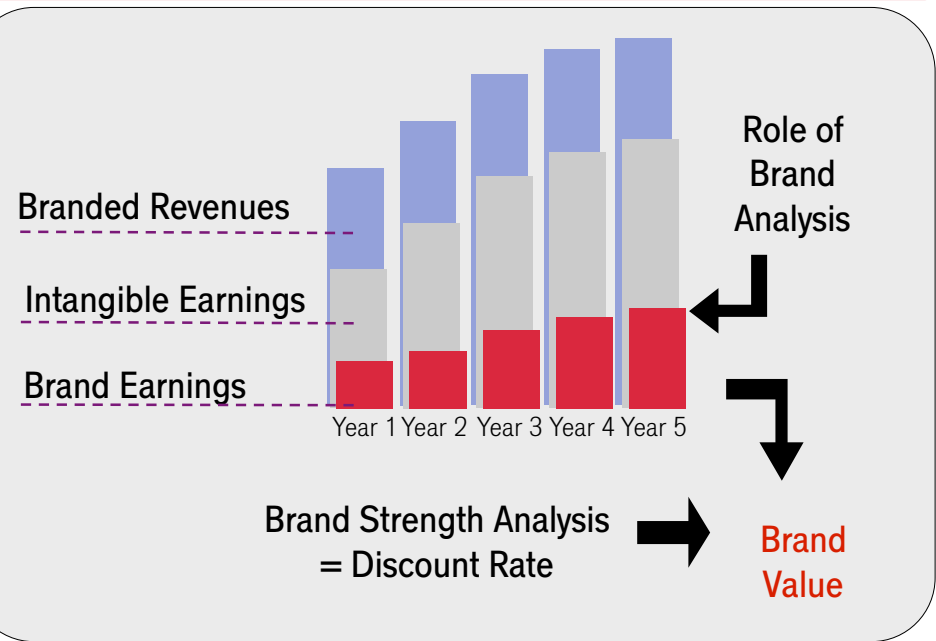 Role of
Brand
Analysis
Branded Revenues
Intangible Earnings
Brand Earnings
Year 1 Year 2 Year 3 Year 4 Year 5
Brand Strength Analysis
= Discount Rate
Brand
Value